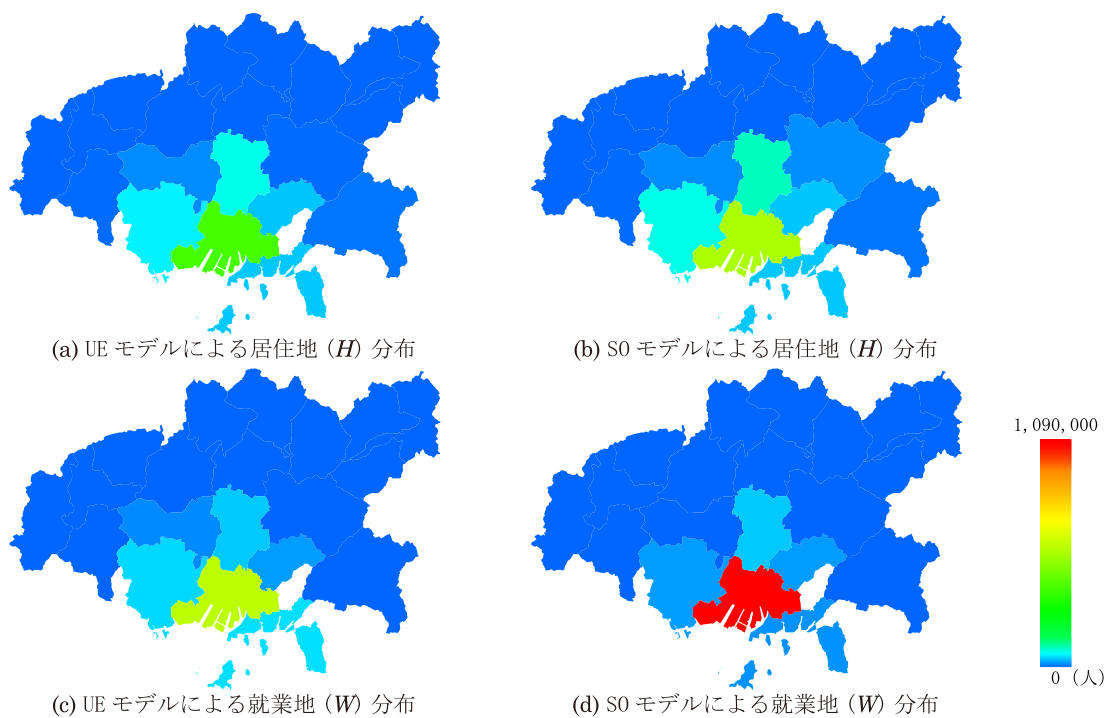 (a) UE モデルによる居住地 (H) 分布
(b) SO モデルによる居住地 (H) 分布
1,090,000
0 (人)
(c) UE モデルによる就業地 (W) 分布
(d) SO モデルによる就業地 (W) 分布